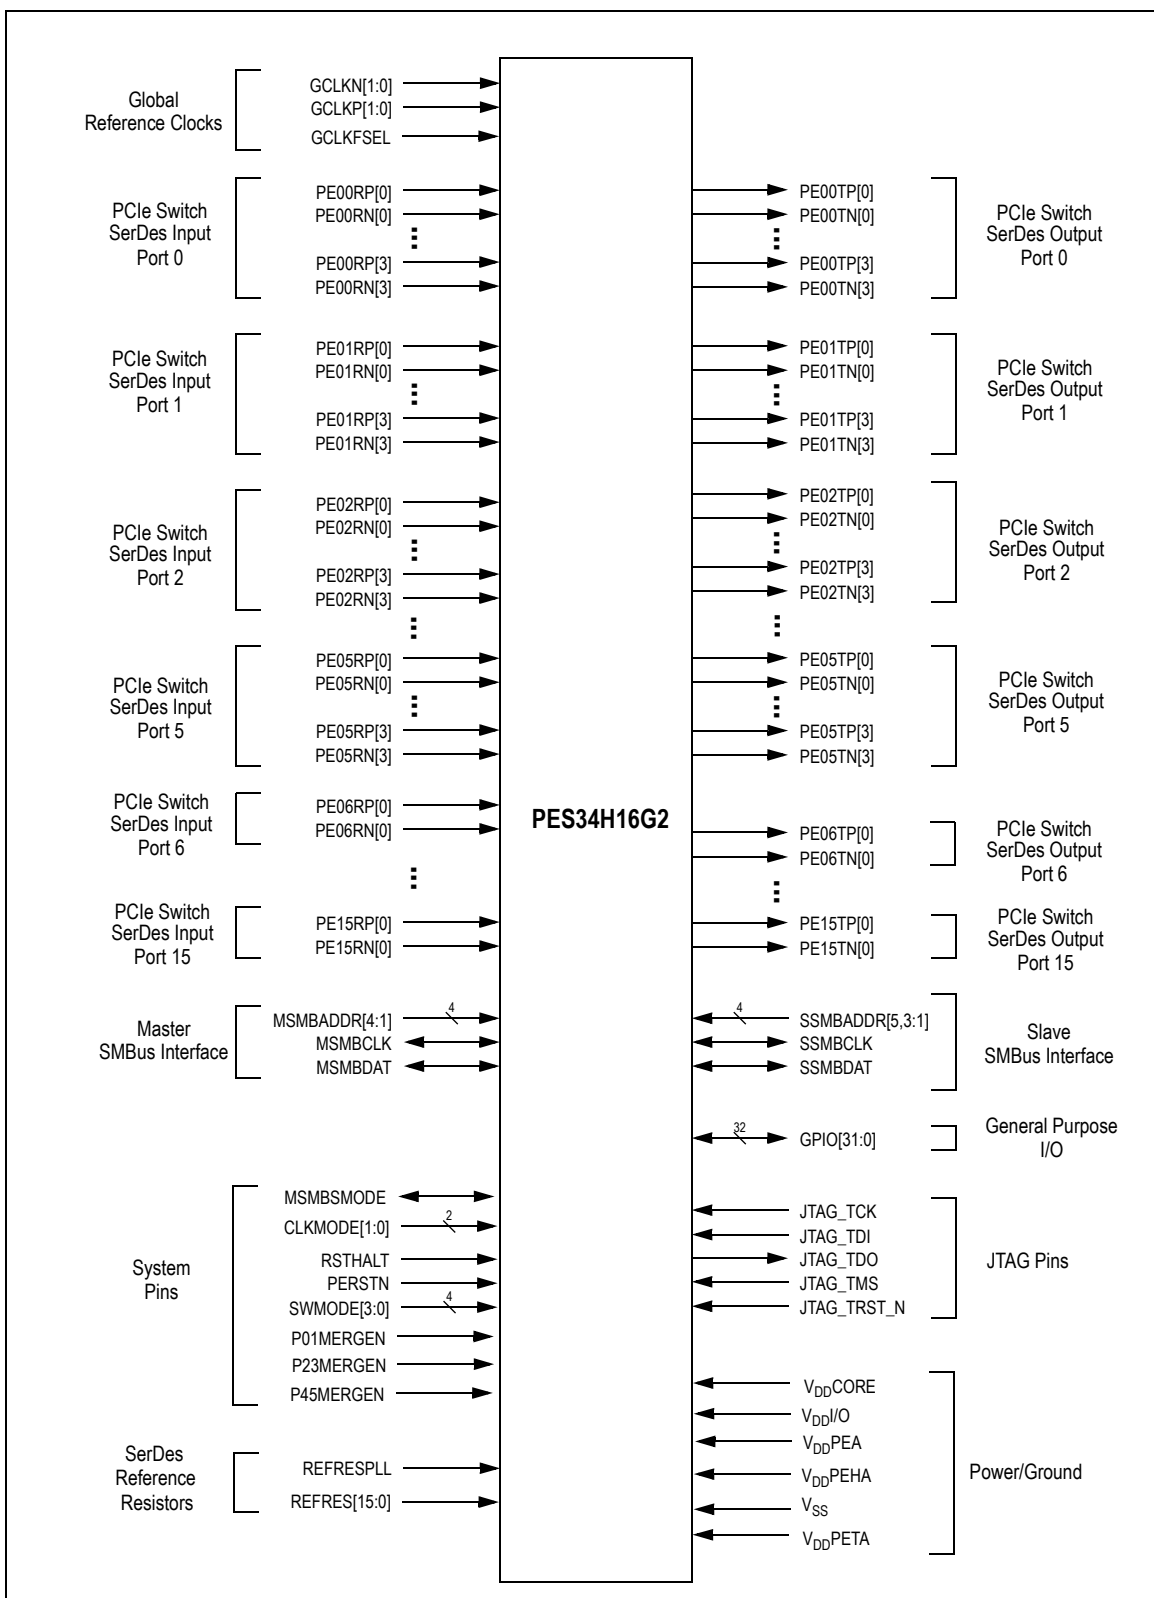 Global
Reference Clocks
GCLKN[1:0]
GCLKP[1:0]
GCLKFSEL
PCIe Switch
SerDes Input
Port 0
PE00RP[0]
PE00RN[0]
PE00RP[3]
PE00RN[3]
PCIe Switch
SerDes Input
Port 1
PE01RP[0]
PE01RN[0]
PE01RP[3]
PE01RN[3]
PCIe Switch
SerDes Input
Port 2
PE02RP[0]
PE02RN[0]
PE02RP[3]
PE02RN[3]
PCIe Switch
SerDes Input
Port 5
PE05RP[0]
PE05RN[0]
PE05RP[3]
PE05RN[3]
PCIe Switch
SerDes Input
Port 6
PE06RP[0]
PE06RN[0]
PCIe Switch
SerDes Input
Port 15
PE15RP[0]
PE15RN[0]
Master
SMBus Interface
MSMBADDR[4:1]
4
MSMBCLK
MSMBDAT
System
Pins
MSMBSMODE
CLKMODE[1:0]
2
RSTHALT
PERSTN
SWMODE[3:0]
4
P01MERGEN
P23MERGEN
P45MERGEN
SerDes
Reference
Resistors
REFRESPLL
REFRES[15:0]
PES34H16G2
PE00TP[0]
PE00TN[0]
PE00TP[3]
PE00TN[3]
PCIe Switch
SerDes Output
Port 0
PE01TP[0]
PE01TN[0]
PE01TP[3]
PE01TN[3]
PCIe Switch
SerDes Output
Port 1
PE02TP[0]
PE02TN[0]
PE02TP[3]
PE02TN[3]
PCIe Switch
SerDes Output
Port 2
PE05TP[0]
PE05TN[0]
PE05TP[3]
PE05TN[3]
PCIe Switch
SerDes Output
Port 5
PE06TP[0]
PE06TN[0]
PCIe Switch
SerDes Output
Port 6
PE15TP[0]
PE15TN[0]
PCIe Switch
SerDes Output
Port 15
4
SSMBADDR[5,3:1]
SSMBCLK
SSMBDAT
Slave
SMBus Interface
32
GPIO[31:0]
General Purpose
I/O
JTAG_TCK
JTAG_TDI
JTAG_TDO
JTAG_TMS
JTAG_TRST_N
JTAG Pins
VDDCORE
VDDI/O
VDDPEA
VDDPEHA
VSS
VDDPETA
Power/Ground